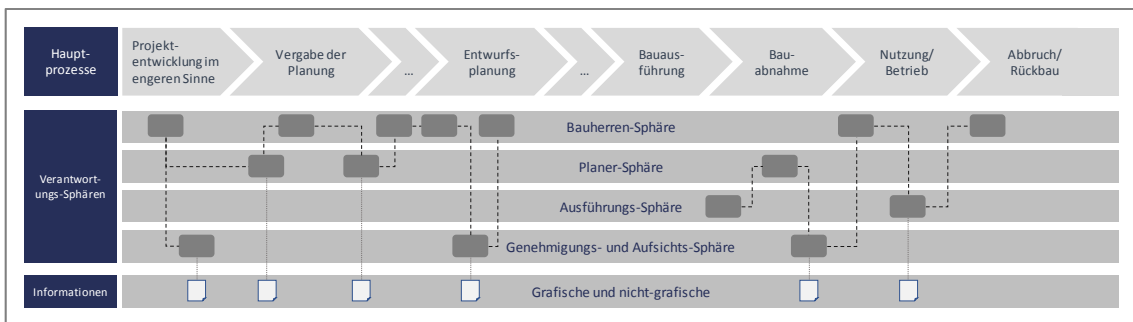 Haupt-
prozesse
Projekt-
entwicklung im
engeren Sinne
Vergabe der
Planung
...
Entwurfs-
planung
...
Bauaus-
führung
Bau-
abnahme
Nutzung/
Betrieb
Abbruch/
Rückbau
Verantwort-
ungs-Sphären
Bauherren-Sphäre
Planer-Sphäre
Ausführungs-Sphäre
Genehmigungs- und Aufsichts-Sphäre
Informationen
Grafische und nicht-grafische